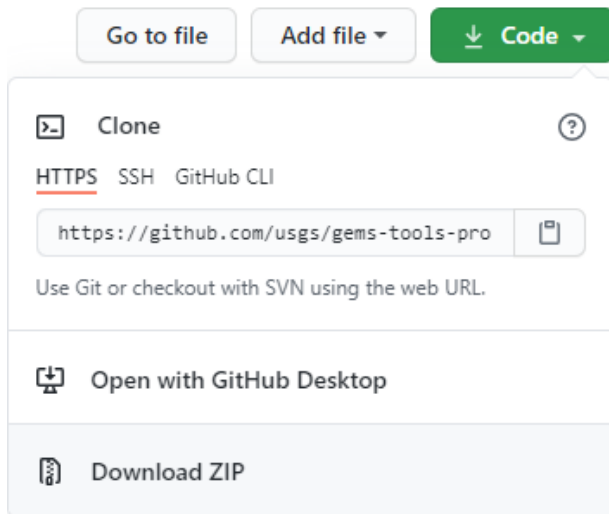 Go to file Add file Code
Clone
HTTPS SSH GitHub CLI
https://github.com/usgs/gems-tools-pro
Use Git or checkout with SVN using the web URL.
Open with GitHub Desktop
Download ZIP